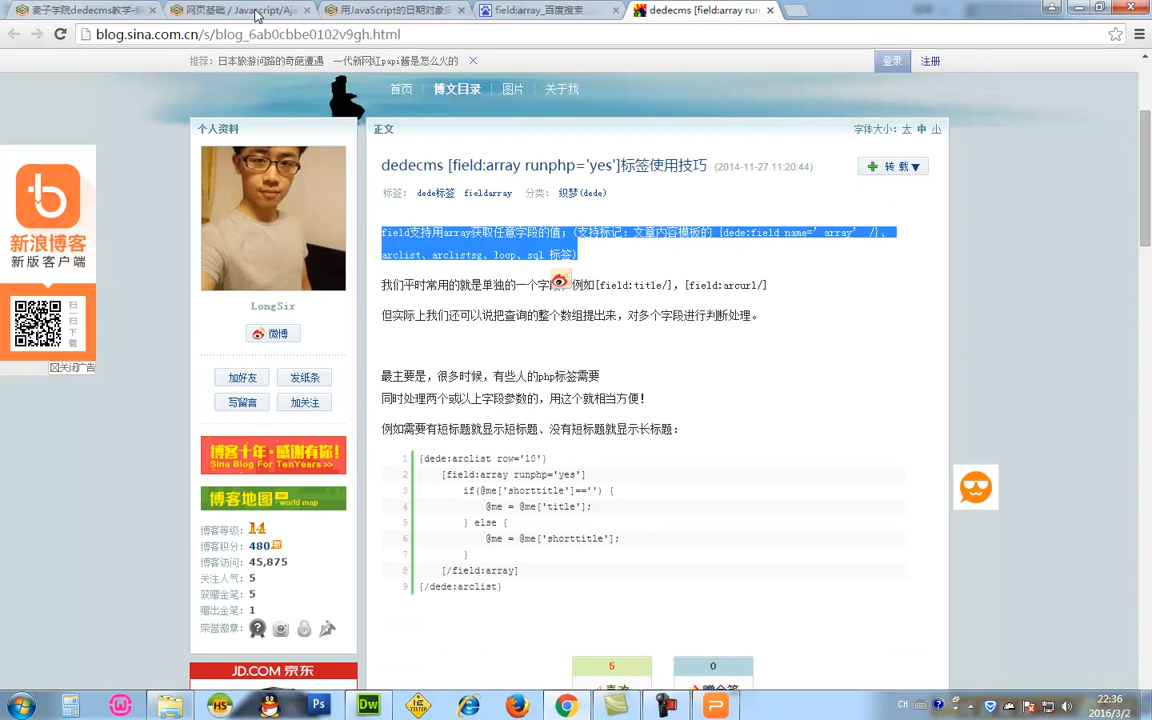 麦子学院dedecms教学-
网页基础 / Javascript/Aja
用JavaScript的日期对象
field:array_百度搜索
dedecms [field:array run
blog.sina.com.cn/s/blog_6ab0cbbe0102v9gh.html
推荐: 日本旅游问路的奇葩遭遇 一代新网红papi酱是怎么火的
登录 注册
首页 博文目录 图片 关于我
个人资料
正文
字体大小: 大 中 小
dedecms [field:array runphp='yes']标签使用技巧 (2014-11-27 11:20:44)
转载▼
标签: dede标签 fieldarray 分类: 织梦(dede)
field支持用array获取任意字段的值;(支持标记: 文章内容模板的 {dede:field name=’array’ /}、
arclist、arclistsg、loop、sql 标签)
我们平时常用的就是单独的一个字段,例如[field:title/],[field:arcurl/]
但实际上我们还可以说把查询的整个数组提出来,对多个字段进行判断处理。
最主要是,很多时候,有些人的php标签需要
同时处理两个或以上字段参数的,用这个就相当方便!
例如需要有短标题就显示短标题、没有短标题就显示长标题:
1 {dede:arclist row='10'}
2 [field:array runphp='yes']
3 if(@me['shorttitle']=='') {
4 @me = @me['title'];
5 } else {
6 @me = @me['shorttitle'];
7 }
8 [/field:array]
9 {/dede:arclist}
5
0
喜欢
赠金笔
新浪博客
新版客户端
扫一扫下载
关闭广告
LongSir
微博
加好友 发纸条
写留言 加关注
博客十年·感谢有你!
Sina Blog For TenYears>>
博客地图 world map
博客等级: 14
博客积分: 480
博客访问: 45,875
关注人气: 5
获赠金笔: 5
赠出金笔: 1
荣誉徽章:
JD.COM 京东
HS
Ps
Dw
CH
22:36
2016/3/2